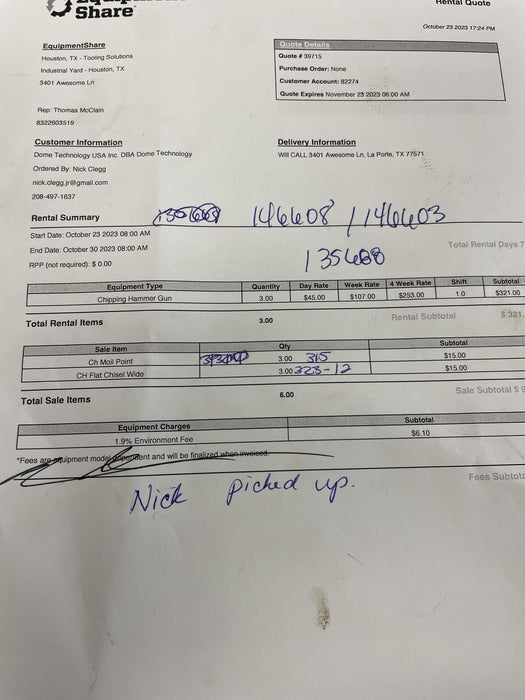 Share
Rental Quote
October 23 2023 17:24 PM
EquipmentShare
Houston, TX - Tooling Solutions
Industrial Yard - Houston, TX
3401 Awesome Ln
Rep: Thomas McClain
8322603519
Quote Details
Quote # 39715
Purchase Order: None
Customer Account: 82274
Quote Expires November 23 2023 06:00 AM
Customer Information
Dome Technology USA Inc. DBA Dome Technology
Ordered By: Nick Clegg
nick.clegg.jr@gmail.com
208-497-1637
Delivery Information
Will CALL 3401 Awesome Ln, La Porte, TX 77571
Rental Summary 146608 / 146603
Start Date: October 23 2023 08:00 AM
End Date: October 30 2023 08:00 AM
RPP (not required): $ 0.00
135668
Total Rental Days 7
Equipment Type Quantity Day Rate Week Rate 4 Week Rate Shift Subtotal
Chipping Hammer Gun 3.00 $45.00 $107.00 $253.00 1.0 $321.00
Total Rental Items 3.00 Rental Subtotal $ 321.
Sale Item Qty Subtotal
Ch Moil Point 3.00 315 $15.00
CH Flat Chisel Wide 3.00 323-12 $15.00
Total Sale Items 6.00 Sale Subtotal $ 9
Equipment Charges Subtotal
1.9% Environment Fee $6.10
*Fees are equipment model dependent and will be finalized when invoiced.
Fees Subtota
Nick picked up.